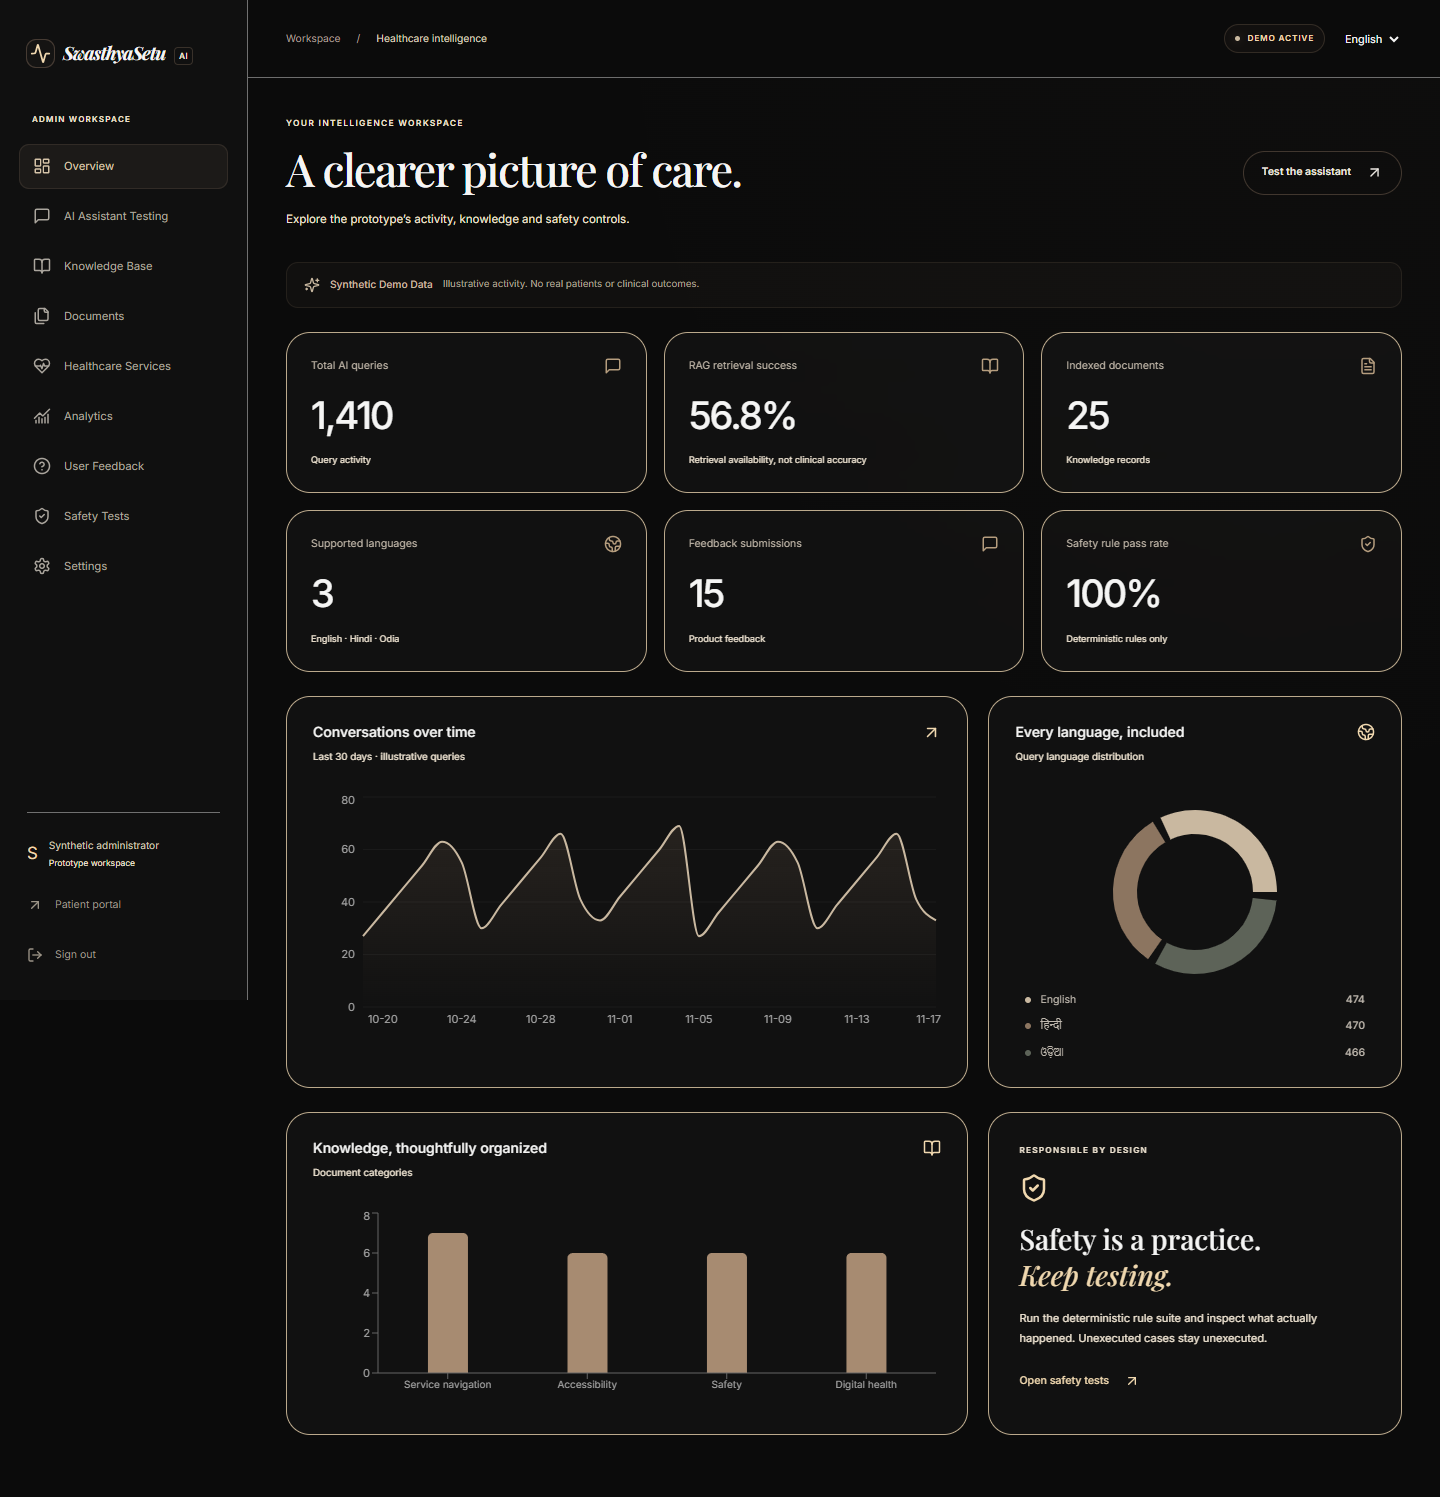 SwasthyaSetu AI
ADMIN WORKSPACE
Overview
AI Assistant Testing
Knowledge Base
Documents
Healthcare Services
Analytics
User Feedback
Safety Tests
Settings
S
Synthetic administrator
Prototype workspace
Patient portal
Sign out
Workspace / Healthcare intelligence
DEMO ACTIVE
English
YOUR INTELLIGENCE WORKSPACE
A clearer picture of care.
Explore the prototype's activity, knowledge and safety controls.
Test the assistant
Synthetic Demo Data Illustrative activity. No real patients or clinical outcomes.
Total AI queries
1,410
Query activity
RAG retrieval success
56.8%
Retrieval availability, not clinical accuracy
Indexed documents
25
Knowledge records
Supported languages
3
English · Hindi · Odia
Feedback submissions
15
Product feedback
Safety rule pass rate
100%
Deterministic rules only
Conversations over time
Last 30 days · illustrative queries
80
60
40
20
0
10-20 10-24 10-28 11-01 11-05 11-09 11-13 11-17
Every language, included
Query language distribution
English 474
हिन्दी 470
ଓଡ଼ିଆ 466
Knowledge, thoughtfully organized
Document categories
8
6
4
2
0
Service navigation Accessibility Safety Digital health
RESPONSIBLE BY DESIGN
Safety is a practice.
Keep testing.
Run the deterministic rule suite and inspect what actually
happened. Unexecuted cases stay unexecuted.
Open safety tests